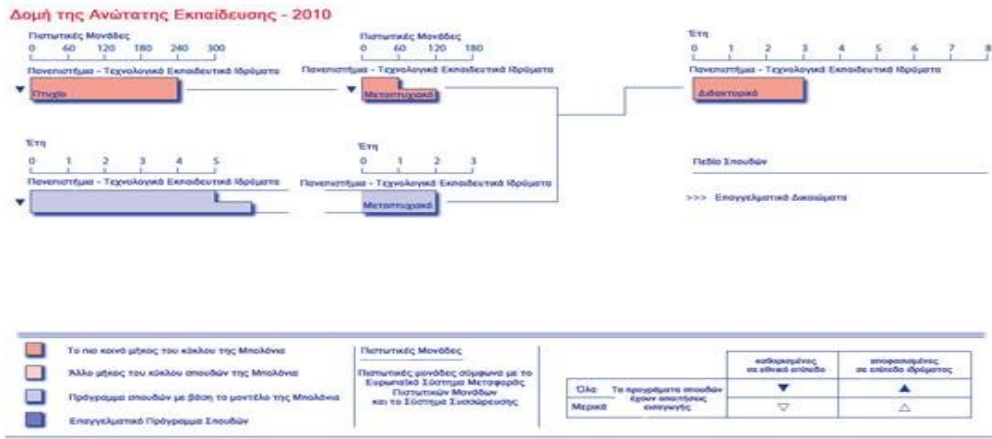 Δομή της Ανώτατης Εκπαίδευσης - 2010
Πιστωτικές Μονάδες
0 60 120 180 240 300
Πανεπιστήμια - Τεχνολογικά Εκπαιδευτικά Ιδρύματα
Πτυχίο
Πιστωτικές Μονάδες
0 60 120 180
Πανεπιστήμια - Τεχνολογικά Εκπαιδευτικά Ιδρύματα
Μεταπτυχιακό
Έτη
0 1 2 3 4 5 6 7 8
Πανεπιστήμια - Τεχνολογικά Εκπαιδευτικά Ιδρύματα
Διδακτορικό
Έτη
0 1 2 3 4 5
Πανεπιστήμια - Τεχνολογικά Εκπαιδευτικά Ιδρύματα
Έτη
0 1 2 3
Πανεπιστήμια - Τεχνολογικά Εκπαιδευτικά Ιδρύματα
Μεταπτυχιακό
Πεδίο Σπουδών
>>> Επαγγελματικά Δικαιώματα
Το πιο κοινό μήκος του κύκλου της Μπολόνια
Άλλο μήκος του κύκλου σπουδών της Μπολόνια
Πρόγραμμα σπουδών με βάση το μοντέλο της Μπολόνια
Επαγγελματικό Πρόγραμμα Σπουδών
Πιστωτικές Μονάδες
Πιστωτικές μονάδες σύμφωνα με το
Ευρωπαϊκό Σύστημα Μεταφοράς
Πιστωτικών Μονάδων
και το Σύστημα Συσσώρευσης
καθορισμένος
σε εθνικό επίπεδο
αποφασισμένος
σε επίπεδο ιδρύματος
Όλα
Μερικά
Τα προγράμματα σπουδών
έχουν απαιτήσεις
εισαγωγής